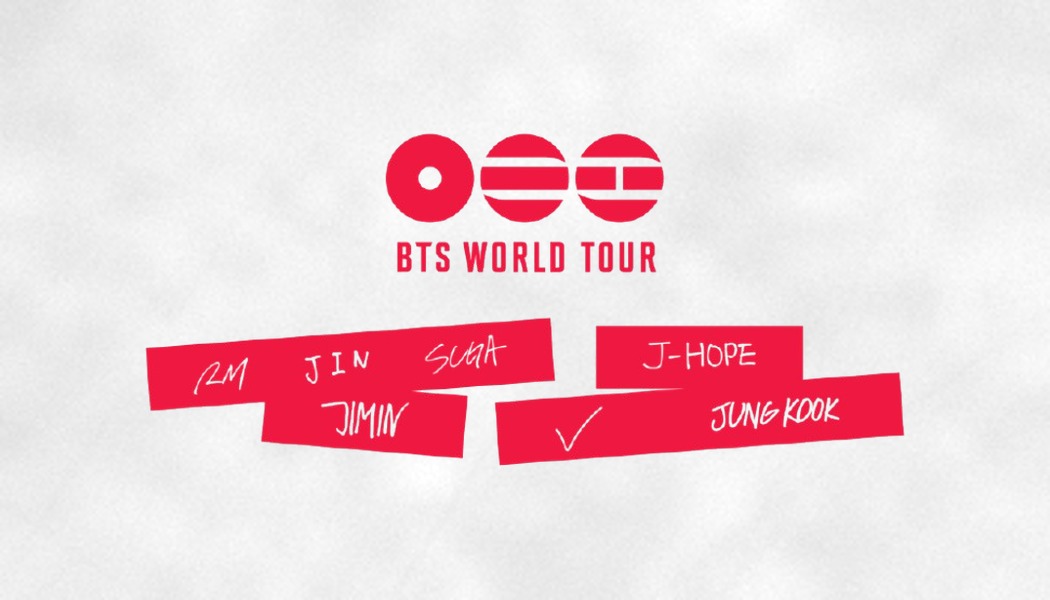 BTS WORLD TOUR
RM JIN SUGA
J-HOPE
JIMIN
✓ JUNG KOOK